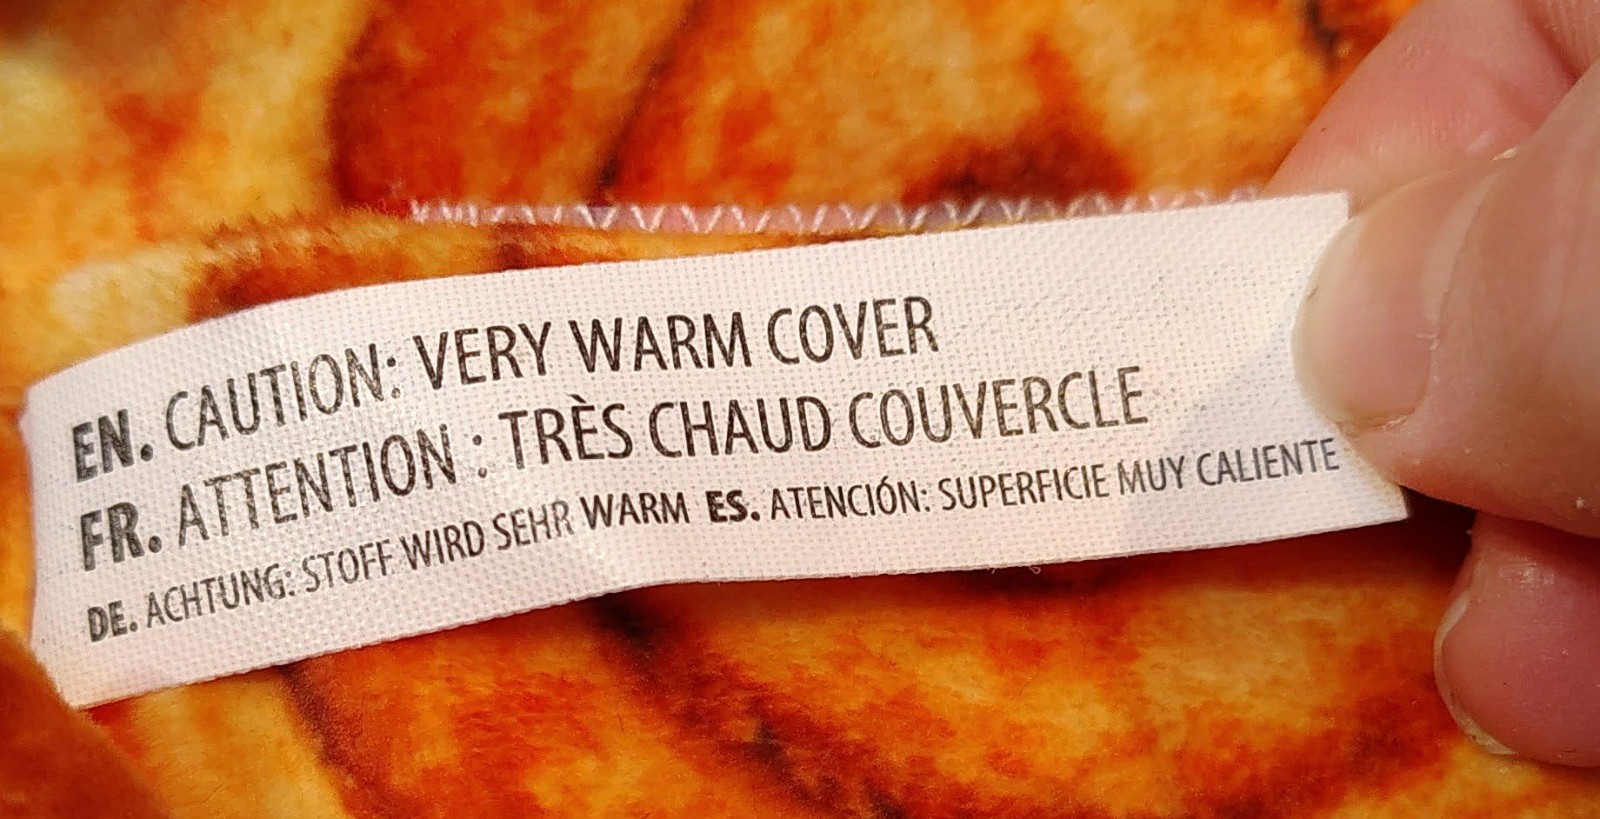 EN. CAUTION: VERY WARM COVER
FR. ATTENTION : TRÈS CHAUD COUVERCLE
DE. ACHTUNG: STOFF WIRD SEHR WARM ES. ATENCIÓN: SUPERFICIE MUY CALIENTE